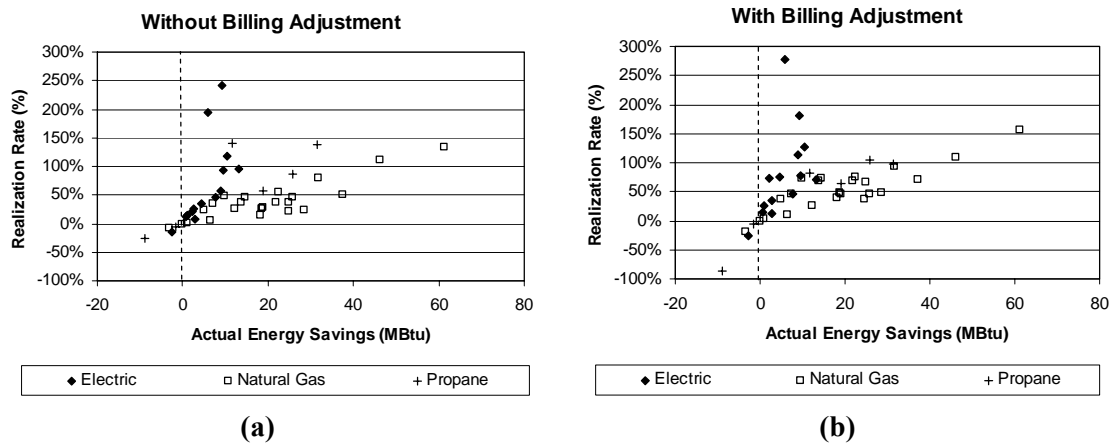 Without Billing Adjustment
300%
250%
200%
150%
100%
50%
0%
-50%
-100%
Realization Rate (%)
-20 0 20 40 60 80
Actual Energy Savings (MBtu)
Electric Natural Gas Propane
(a)
With Billing Adjustment
300%
250%
200%
150%
100%
50%
0%
-50%
-100%
Realization Rate (%)
-20 0 20 40 60 80
Actual Energy Savings (MBtu)
Electric Natural Gas Propane
(b)